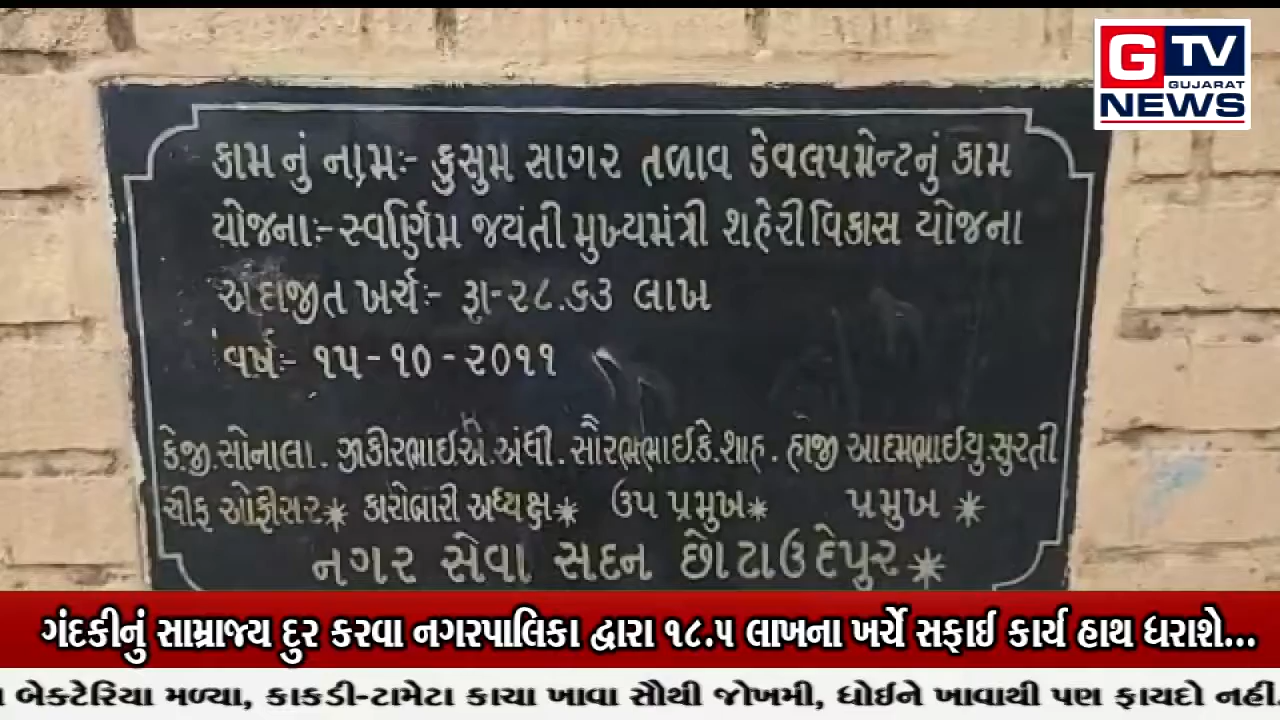 G TV
GUJARAT
NEWS
કામ નું નામઃ- કુસુમ સાગર તળાવ ડેવલપમેન્ટનું કામ
યોજનાઃ- સ્વર્ણિમ જયંતી મુખ્યમંત્રી શહેરી વિકાસ યોજના
અંદાજીત ખર્ચઃ- રૂા-૨૮.૬૩ લાખ
વર્ષઃ- ૧૫-૧૦-૨૦૧૧
કે.જી.સોનાલા. ઝાકીરભાઈ.એ.અંધી. સૌરભભાઈ.કે.શાહ. હાજી આદમભાઈ યુ.સુરતી
ચીફ ઓફીસર* કારોબારી અધ્યક્ષ* ઉપ પ્રમુખ* પ્રમુખ *
નગર સેવા સદન છોટાઉદેપુર*
ગંદકીનું સામ્રાજ્ય દુર કરવા નગરપાલિકા દ્વારા ૧૮.૫ લાખના ખર્ચે સફાઈ કાર્ય હાથ ધરાશે...
બેક્ટેરિયા મળ્યા, કાકડી-ટામેટા કાચા ખાવા સૌથી જોખમી, ધોઈને ખાવાથી પણ ફાયદો નહી.